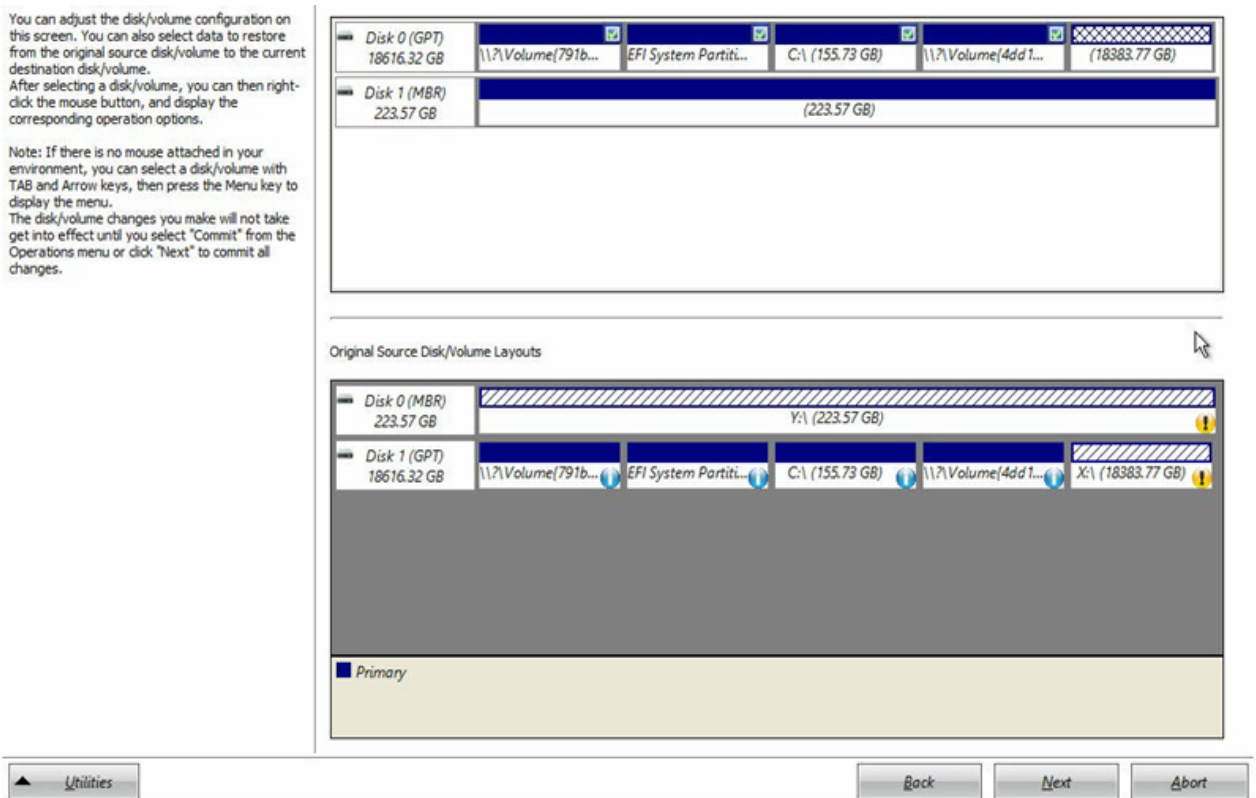 You can adjust the disk/volume configuration on
this screen. You can also select data to restore
from the original source disk/volume to the current
destination disk/volume.
After selecting a disk/volume, you can then right-
click the mouse button, and display the
corresponding operation options.
Note: If there is no mouse attached in your
environment, you can select a disk/volume with
TAB and Arrow keys, then press the Menu key to
display the menu.
The disk/volume changes you make will not take
get into effect until you select "Commit" from the
Operations menu or click "Next" to commit all
changes.
Disk 0 (GPT)
18616.32 GB
\\?\Volume{791b...
EFI System Partiti...
C:\ (155.73 GB)
\\?\Volume{4dd1...
(18383.77 GB)
Disk 1 (MBR)
223.57 GB
(223.57 GB)
Original Source Disk/Volume Layouts
Disk 0 (MBR)
223.57 GB
Y:\ (223.57 GB)
Disk 1 (GPT)
18616.32 GB
\\?\Volume{791b...
EFI System Partiti...
C:\ (155.73 GB)
\\?\Volume{4dd1...
X:\ (18383.77 GB)
Primary
Utilities
Back
Next
Abort